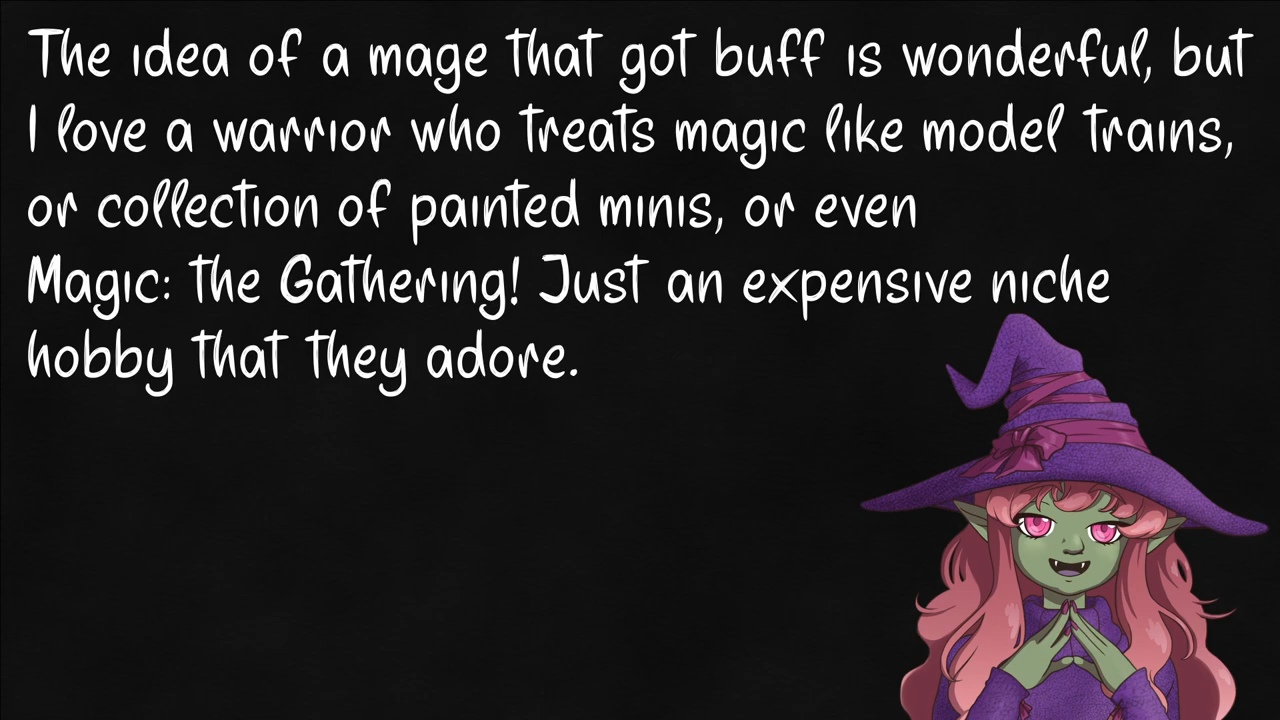 The idea of a mage that got buff is wonderful, but
I love a warrior who treats magic like model trains,
or collection of painted minis, or even
Magic: the Gathering! Just an expensive niche
hobby that they adore.